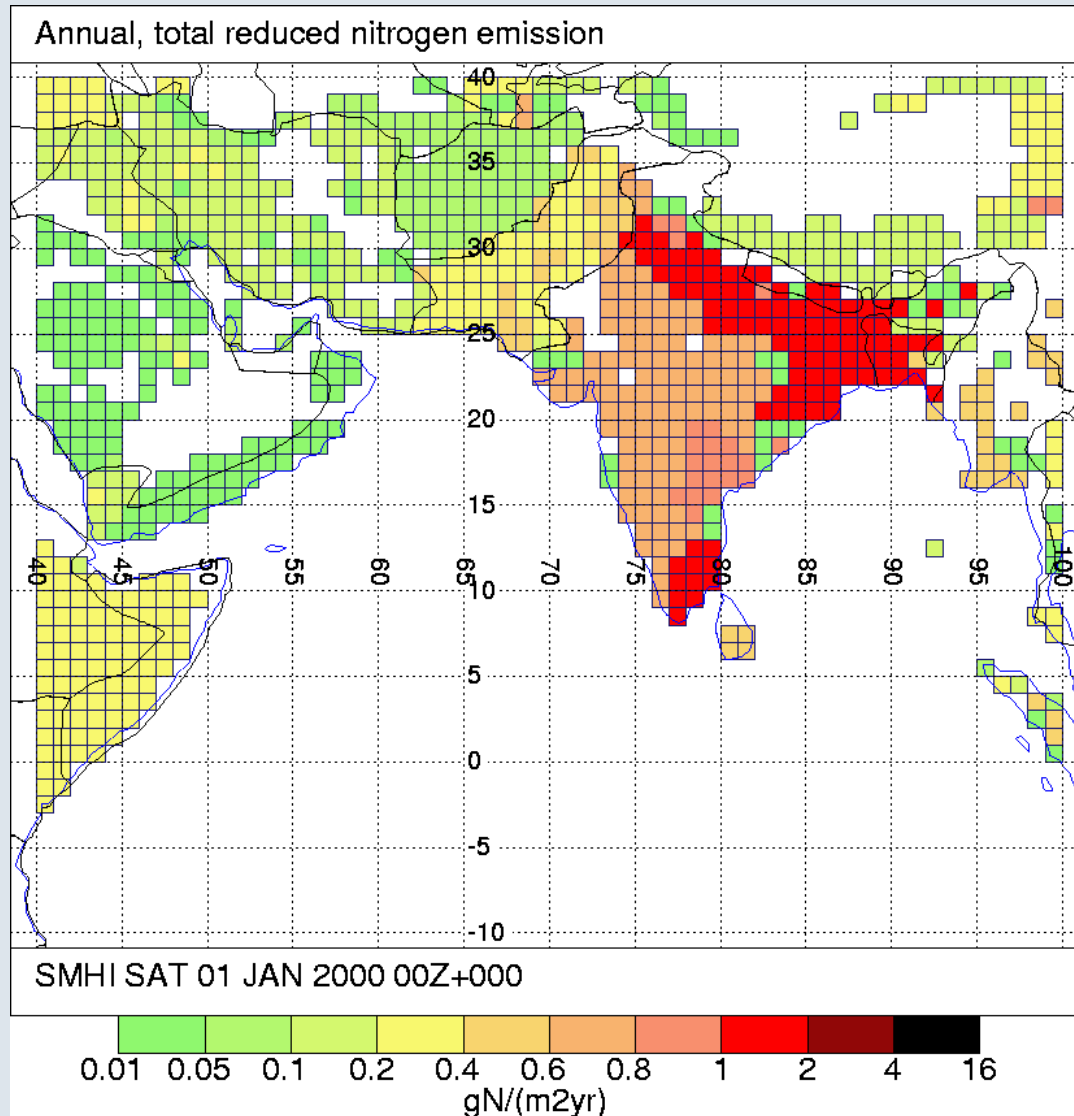 Annual, total reduced nitrogen emission
40
35
30
25
20
15
40 45 50 55 60 65 70 75 80 85 90 95 100
10
5
0
-5
-10
SMHI SAT 01 JAN 2000 00Z+000
0.01 0.05 0.1 0.2 0.4 0.6 0.8 1 2 4 16
gN/(m2yr)